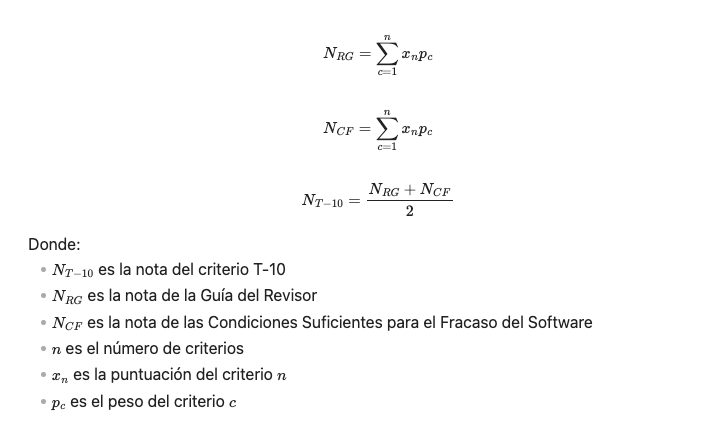 N_{RG} = \sum_{c=1}^{n} x_n p_c
N_{CF} = \sum_{c=1}^{n} x_n p_c
N_{T-10} = \frac{N_{RG} + N_{CF}}{2}
Donde:
• N_{T-10} es la nota del criterio T-10
• N_{RG} es la nota de la Guía del Revisor
• N_{CF} es la nota de las Condiciones Suficientes para el Fracaso del Software
• n es el número de criterios
• x_n es la puntuación del criterio n
• p_c es el peso del criterio c